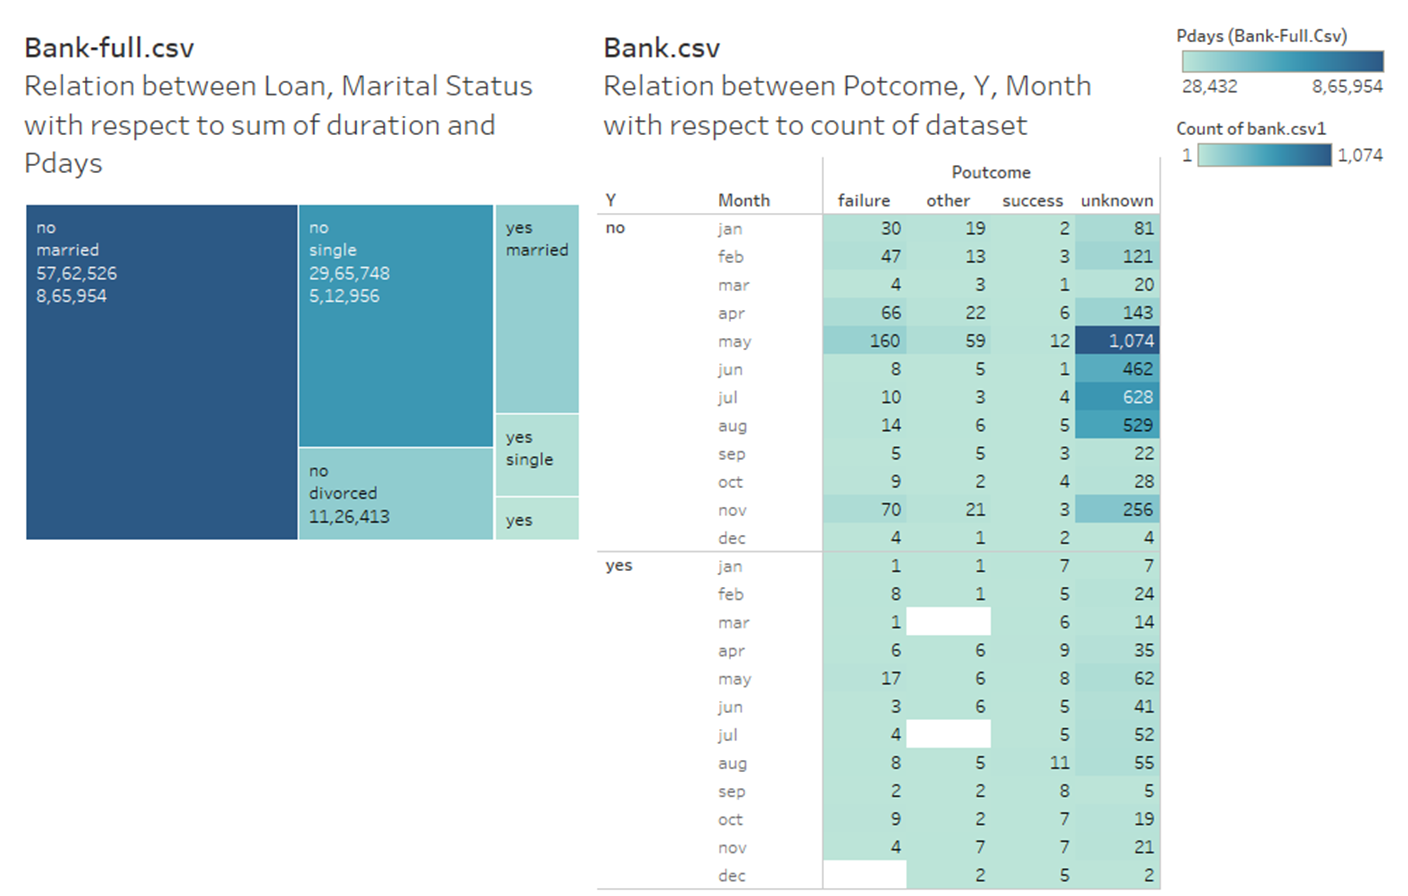 Bank-full.csv
Relation between Loan, Marital Status
with respect to sum of duration and
Pdays
no
married
57,62,526
8,65,954
no
single
29,65,748
5,12,956
no
divorced
11,26,413
yes
married
yes
single
yes
Bank.csv
Relation between Potcome, Y, Month
with respect to count of dataset
Poutcome
Y Month failure other success unknown
no jan 30 19 2 81
feb 47 13 3 121
mar 4 3 1 20
apr 66 22 6 143
may 160 59 12 1,074
jun 8 5 1 462
jul 10 3 4 628
aug 14 6 5 529
sep 5 5 3 22
oct 9 2 4 28
nov 70 21 3 256
dec 4 1 2 4
yes jan 1 1 7 7
feb 8 1 5 24
mar 1 6 14
apr 6 6 9 35
may 17 6 8 62
jun 3 6 5 41
jul 4 5 52
aug 8 5 11 55
sep 2 2 8 5
oct 9 2 7 19
nov 4 7 7 21
dec 2 5 2
Pdays (Bank-Full.Csv)
28,432 8,65,954
Count of bank.csv1
1 1,074